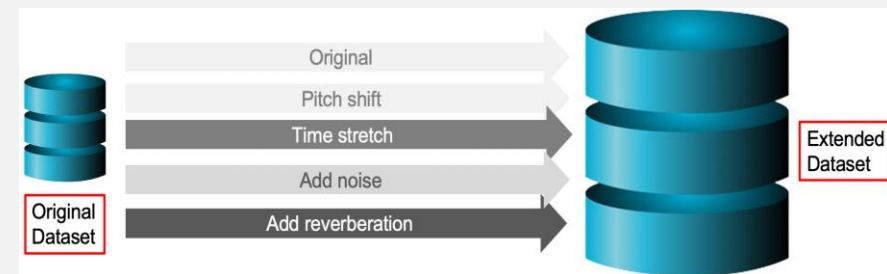 Original
Pitch shift
Time stretch
Add noise
Add reverberation
Original
Dataset
Extended
Dataset